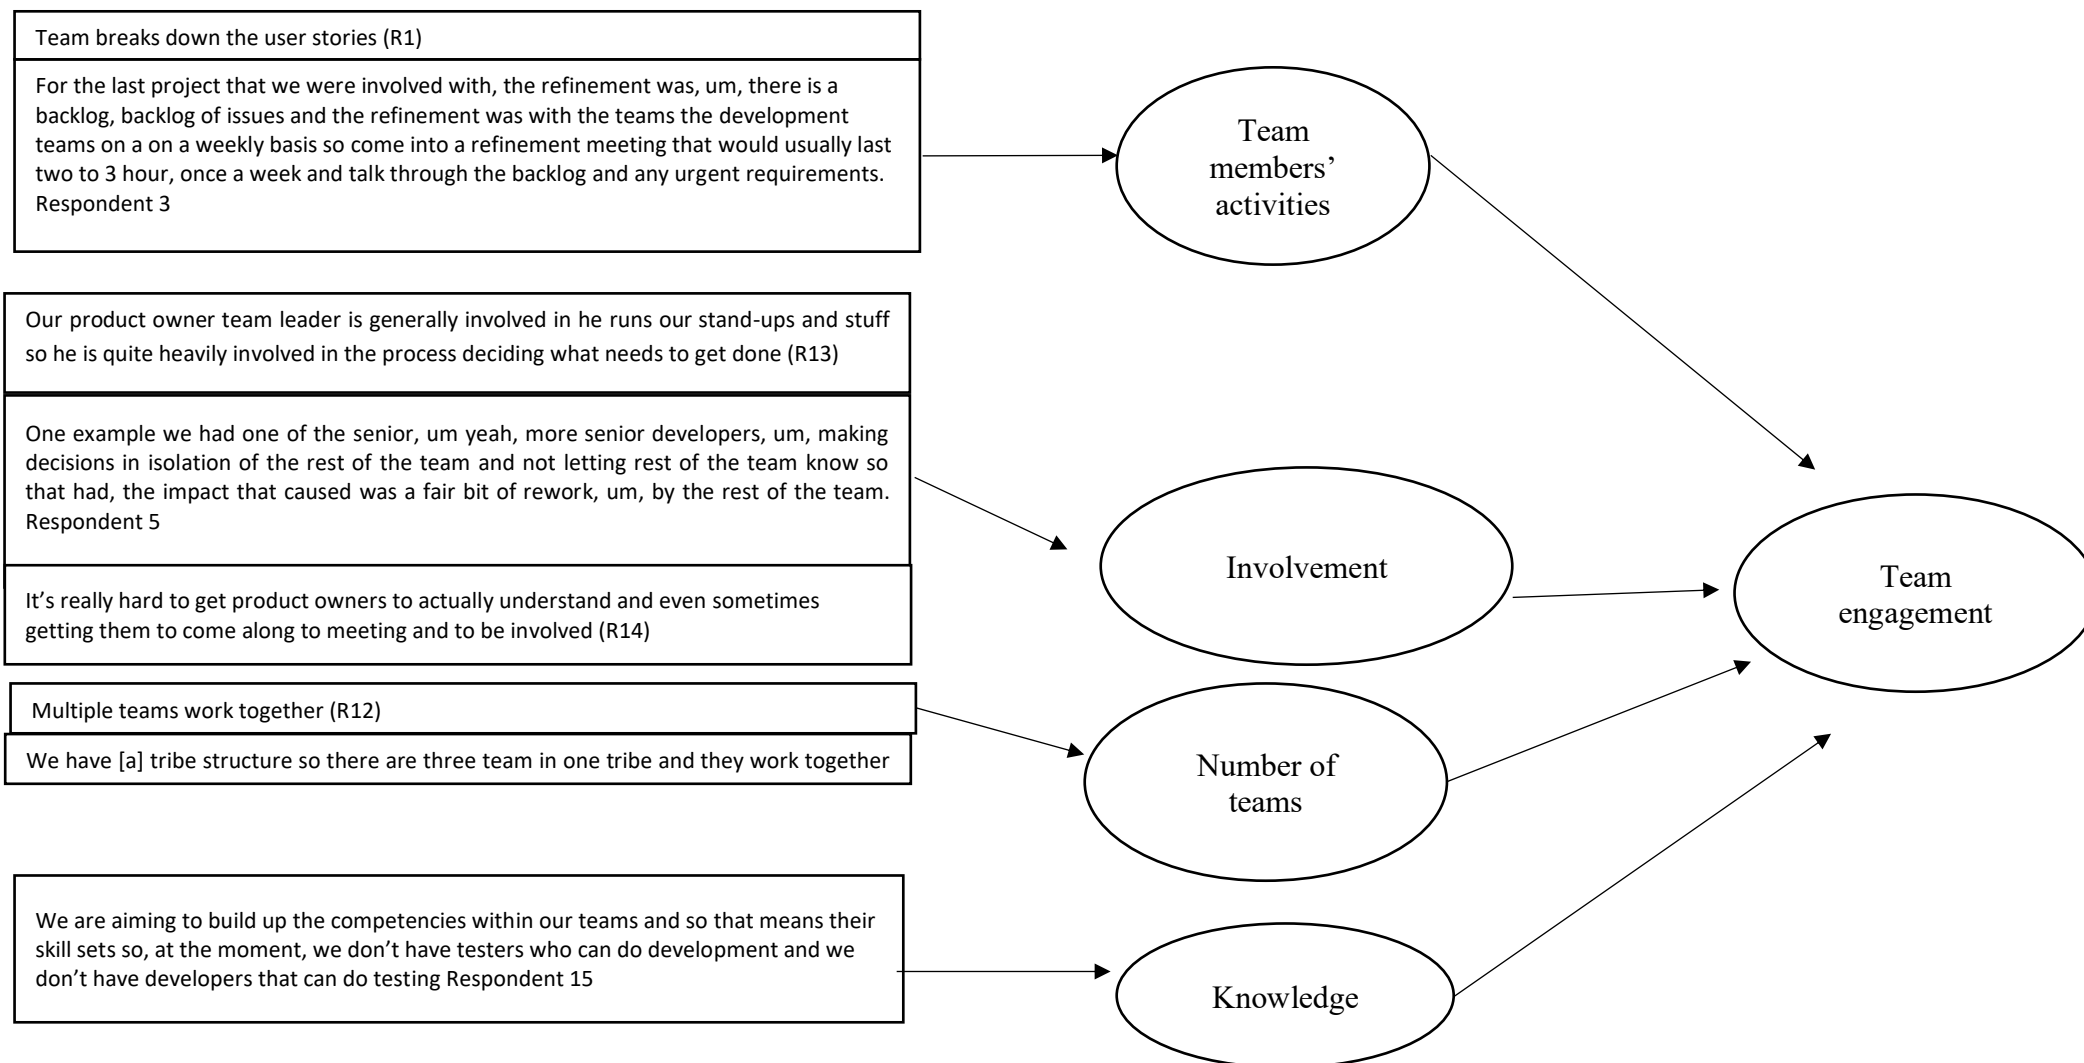 Team breaks down the user stories (R1)
For the last project that we were involved with, the refinement was, um, there is a
backlog, backlog of issues and the refinement was with the teams the development
teams on a on a weekly basis so come into a refinement meeting that would usually last
two to 3 hour, once a week and talk through the backlog and any urgent requirements.
Respondent 3
Team
members’
activities
Our product owner team leader is generally involved in he runs our stand-ups and stuff
so he is quite heavily involved in the process deciding what needs to get done (R13)
One example we had one of the senior, um yeah, more senior developers, um, making
decisions in isolation of the rest of the team and not letting rest of the team know so
that had, the impact that caused was a fair bit of rework, um, by the rest of the team.
Respondent 5
It’s really hard to get product owners to actually understand and even sometimes
getting them to come along to meeting and to be involved (R14)
Involvement
Team
engagement
Multiple teams work together (R12)
We have [a] tribe structure so there are three team in one tribe and they work together
Number of
teams
We are aiming to build up the competencies within our teams and so that means their
skill sets so, at the moment, we don’t have testers who can do development and we
don’t have developers that can do testing Respondent 15
Knowledge